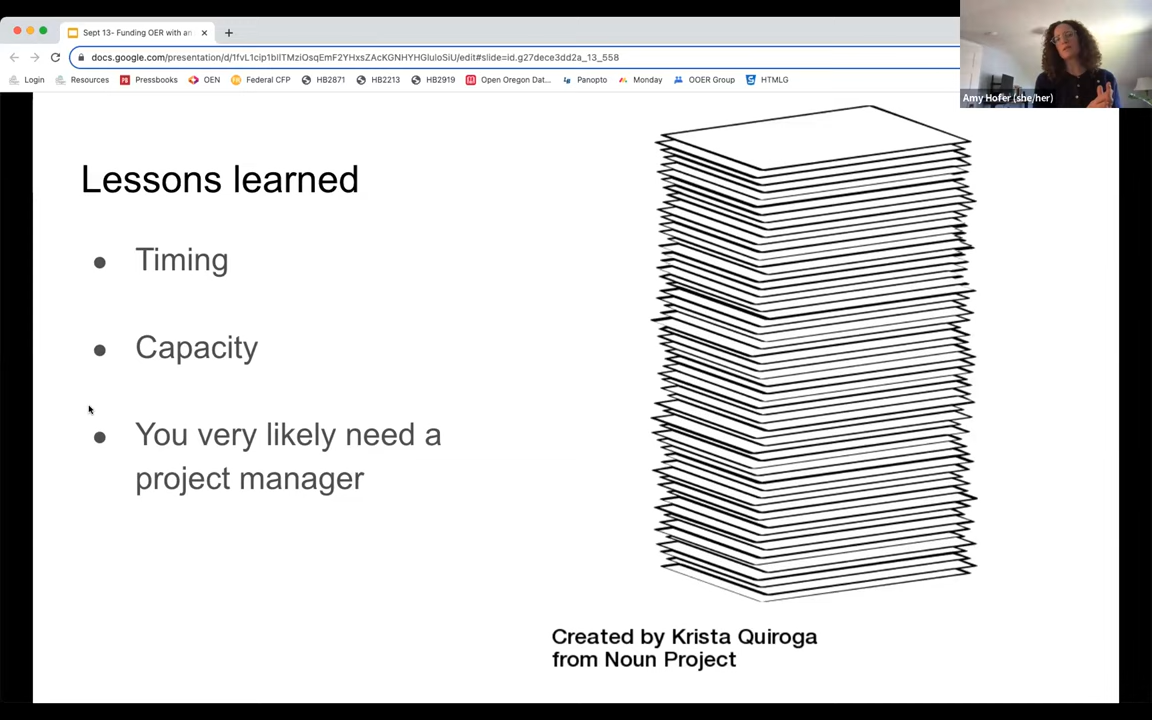 Sept 13- Funding OER with an
docs.google.com/presentation/d/1fvL1cip1bllTMziOsqEmF2YHxsZAcKGNHYHGluloSiU/edit#slide=id.g27dece3dd2a_13_558
Login Resources Pressbooks OEN Federal CFP HB2871 HB2213 HB2919 Open Oregon Dat... Panopto Monday OOER Group HTMLG
Amy Hofer (she/her)
Lessons learned
● Timing
● Capacity
● You very likely need a
project manager
Created by Krista Quiroga
from Noun Project